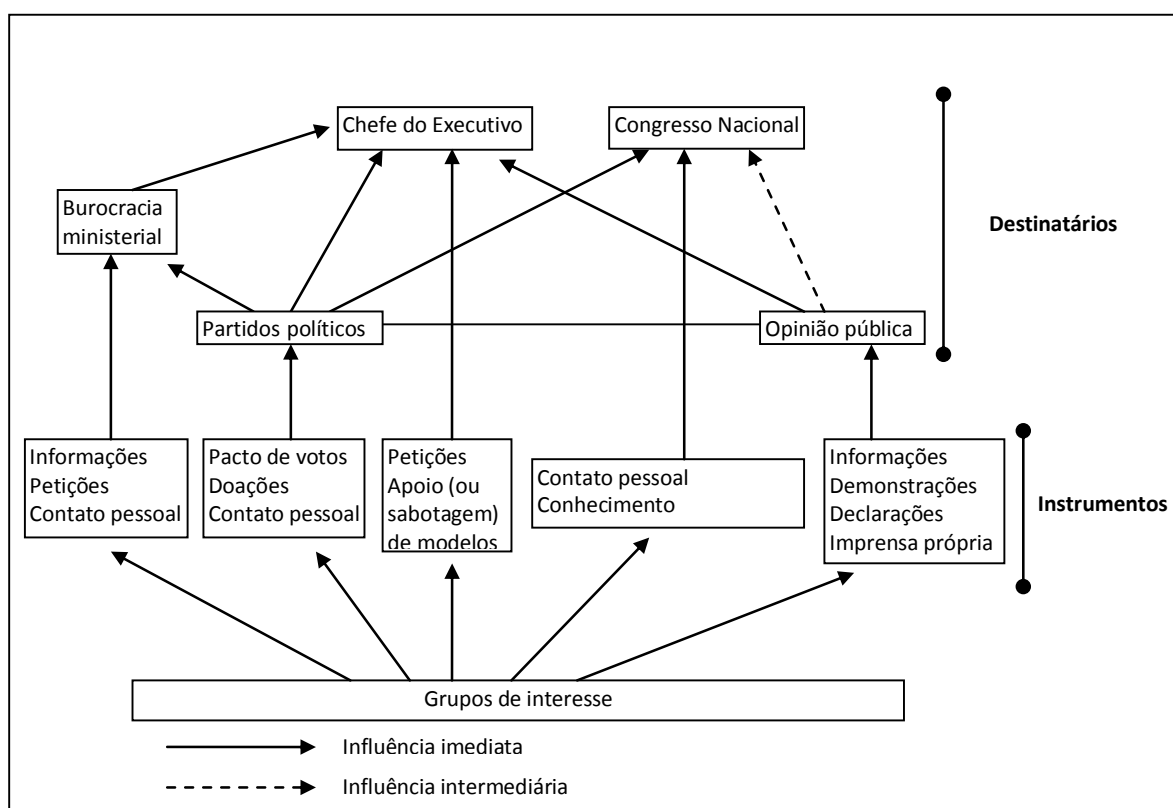 Chefe do Executivo
Congresso Nacional
Burocracia
ministerial
Destinatários
Partidos políticos
Opinião pública
Informações
Petições
Contato pessoal
Pacto de votos
Doações
Contato pessoal
Petições
Apoio (ou
sabotagem)
de modelos
Contato pessoal
Conhecimento
Informações
Demonstrações
Declarações
Imprensa própria
Instrumentos
Grupos de interesse
Influência imediata
Influência intermediária